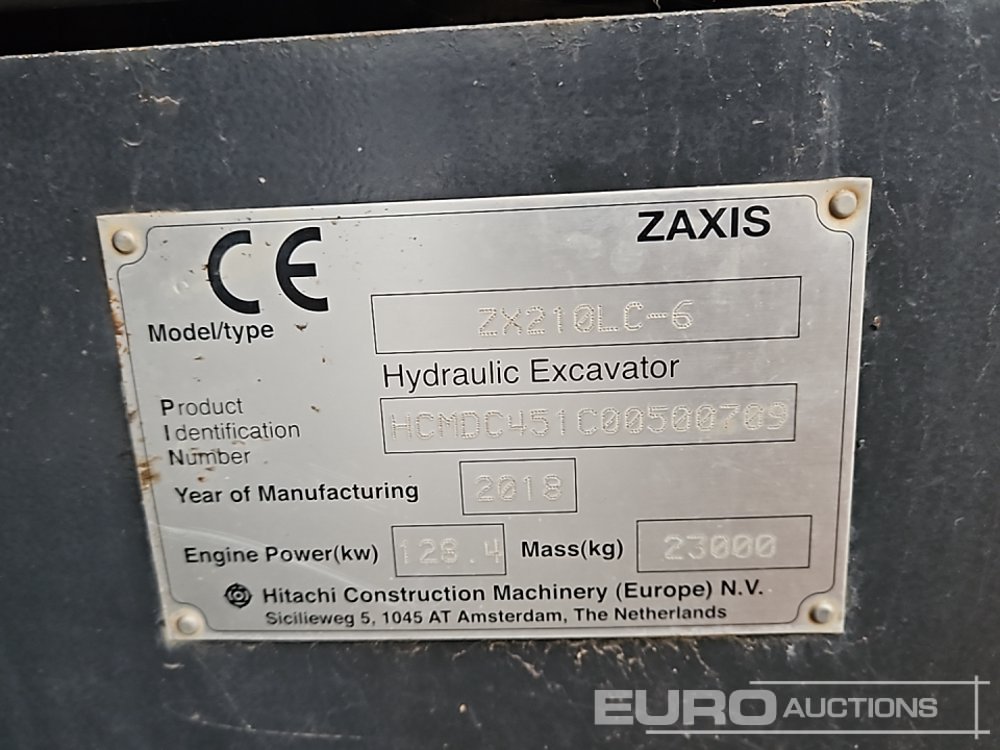 CE
ZAXIS
Model/type
ZX210LC-6
Hydraulic Excavator
Product
Identification
Number
HCMDC451C00500709
Year of Manufacturing
2018
Engine Power(kw)
128.4
Mass(kg)
23000
Hitachi Construction Machinery (Europe) N.V.
Sicilieweg 5, 1045 AT Amsterdam, The Netherlands
EURO AUCTIONS